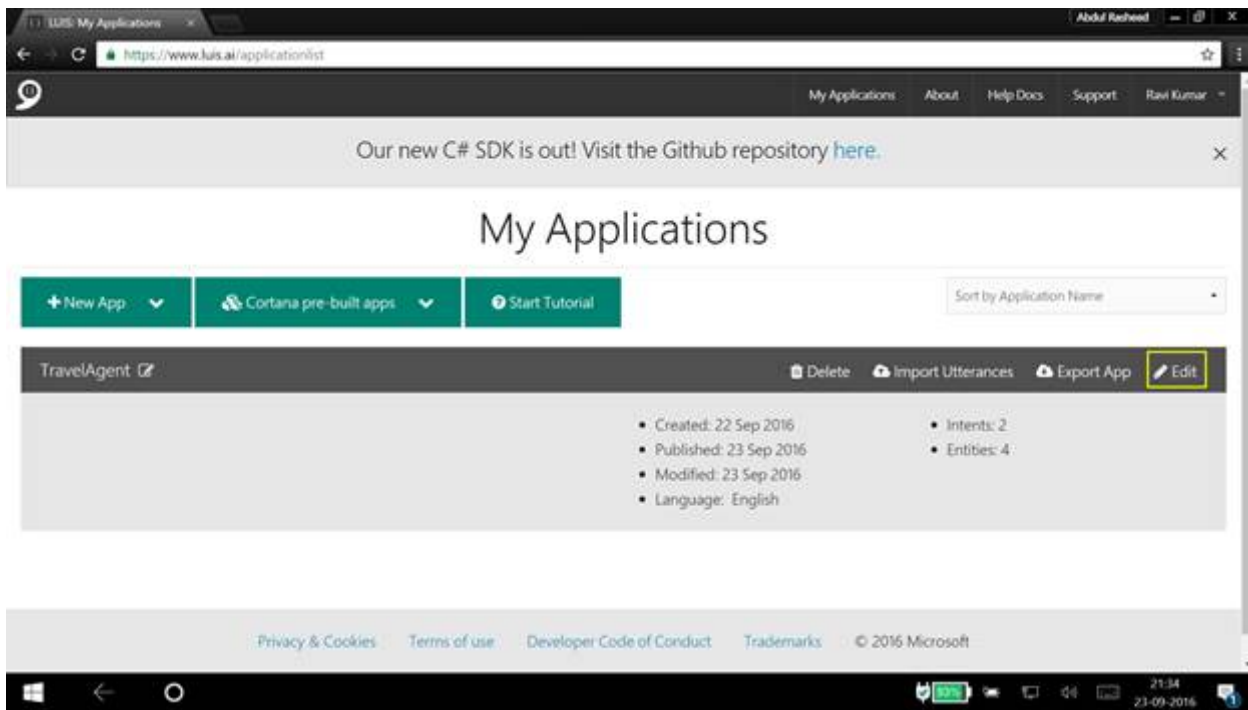 LUIS: My Applications
Abdul Rasheed
https://www.luis.ai/applicationlist
My Applications About Help Docs Support Ravi Kumar
Our new C# SDK is out! Visit the Github repository here.
My Applications
New App Cortana pre-built apps Start Tutorial Sort by Application Name
TravelAgent Delete Import Utterances Export App Edit
Created: 22 Sep 2016 Intents: 2
Published: 23 Sep 2016 Entities: 4
Modified: 23 Sep 2016
Language: English
Privacy & Cookies Terms of use Developer Code of Conduct Trademarks © 2016 Microsoft
21:34
23-09-2016